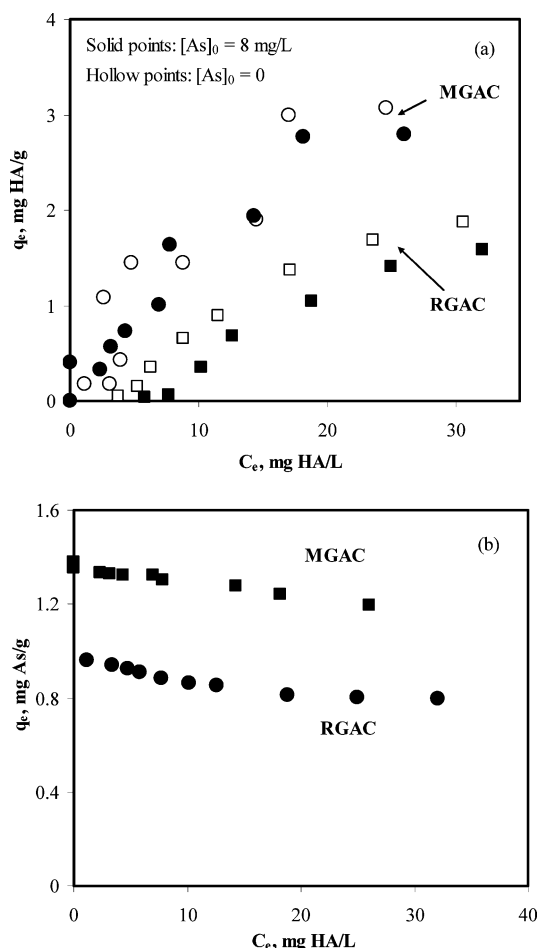 Solid points: [As]0 = 8 mg/L
(a)
Hollow points: [As]0 = 0
MGAC
RGAC
4
3
2
1
0
qe, mg HA/g
0 10 20 30
Ce, mg HA/L
(b)
MGAC
RGAC
1.6
1.2
0.8
0.4
0
qe, mg As/g
0 10 20 30 40
Ce, mg HA/L